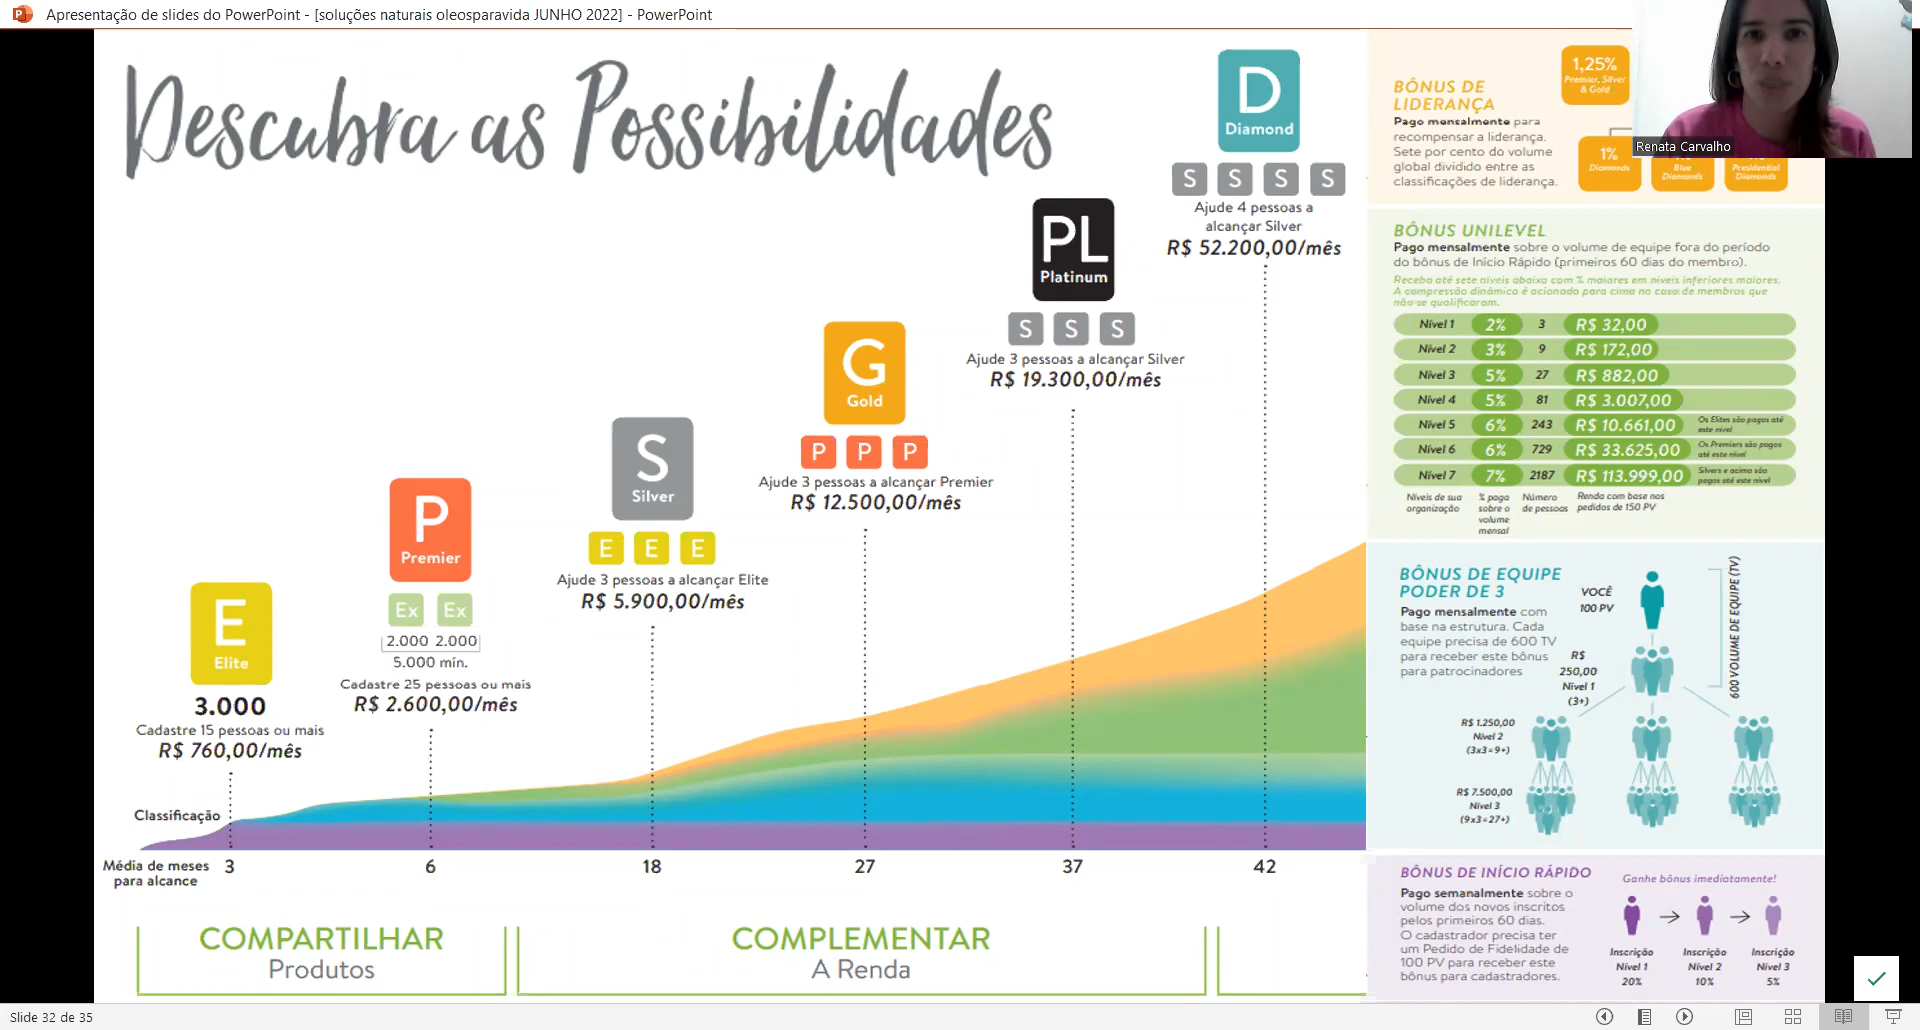 Apresentação de slides do PowerPoint - [soluções naturais oleosparavida JUNHO 2022] - PowerPoint
Descubra as Possibilidades
D
Diamond
S S S S
Ajude 4 pessoas a
alcançar Silver
R$ 52.200,00/mês
PL
Platinum
S S S
Ajude 3 pessoas a alcançar Silver
R$ 19.300,00/mês
G
Gold
P P P
Ajude 3 pessoas a alcançar Premier
R$ 12.500,00/mês
S
Silver
E E E
Ajude 3 pessoas a alcançar Elite
R$ 5.900,00/mês
P
Premier
Ex Ex
2.000 2.000
5.000 min.
Cadastre 25 pessoas ou mais
R$ 2.600,00/mês
E
Elite
3.000
Cadastre 15 pessoas ou mais
R$ 760,00/mês
Classificação
Média de meses
para alcance
3 6 18 27 37 42
COMPARTILHAR
Produtos
COMPLEMENTAR
A Renda
BÔNUS DE
LIDERANÇA
Pago mensalmente para
recompensar a liderança.
Sete por cento do volume
global dividido entre as
classificações de liderança.
1,25%
Premier, Silver
& Gold
1%
Diamonds
Blue
Diamonds
Presidential
Diamonds
Renata Carvalho
BÔNUS UNILEVEL
Pago mensalmente sobre o volume de equipe fora do período
do bônus de Início Rápido (primeiros 60 dias do membro).
Receba até sete níveis abaixo com % maiores em níveis inferiores maiores.
A compressão dinâmica é acionada para cima no caso de membros que
não se qualificaram.
Nível 1 2% 3 R$ 32,00
Nível 2 3% 9 R$ 172,00
Nível 3 5% 27 R$ 882,00
Nível 4 5% 81 R$ 3.007,00
Nível 5 6% 243 R$ 10.661,00 Os Elites são pagos até este nível
Nível 6 6% 729 R$ 33.625,00 Os Premiers são pagos até este nível
Nível 7 7% 2187 R$ 113.999,00 Silvers e acima são pagos até este nível
Níveis de sua
organização
% paga
sobre o
volume
mensal
Número
de pessoas
Renda com base nos
pedidos de 150 PV
BÔNUS DE EQUIPE
PODER DE 3
Pago mensalmente com
base na estrutura. Cada
equipe precisa de 600 TV
para receber este bônus
para patrocinadores
VOCÊ
100 PV
R$
250,00
Nível 1
(3+)
R$ 1.250,00
Nível 2
(3x3=9+)
R$ 7.500,00
Nível 3
(9x3=27+)
600 VOLUME DE EQUIPE (TV)
BÔNUS DE INÍCIO RÁPIDO
Pago semanalmente sobre o
volume dos novos inscritos
pelos primeiros 60 dias.
O cadastrador precisa ter
um Pedido de Fidelidade de
100 PV para receber este
bônus para cadastradores.
Ganhe bônus imediatamente!
Inscrição
Nível 1
20%
Inscrição
Nível 2
10%
Inscrição
Nível 3
5%
Slide 32 de 35